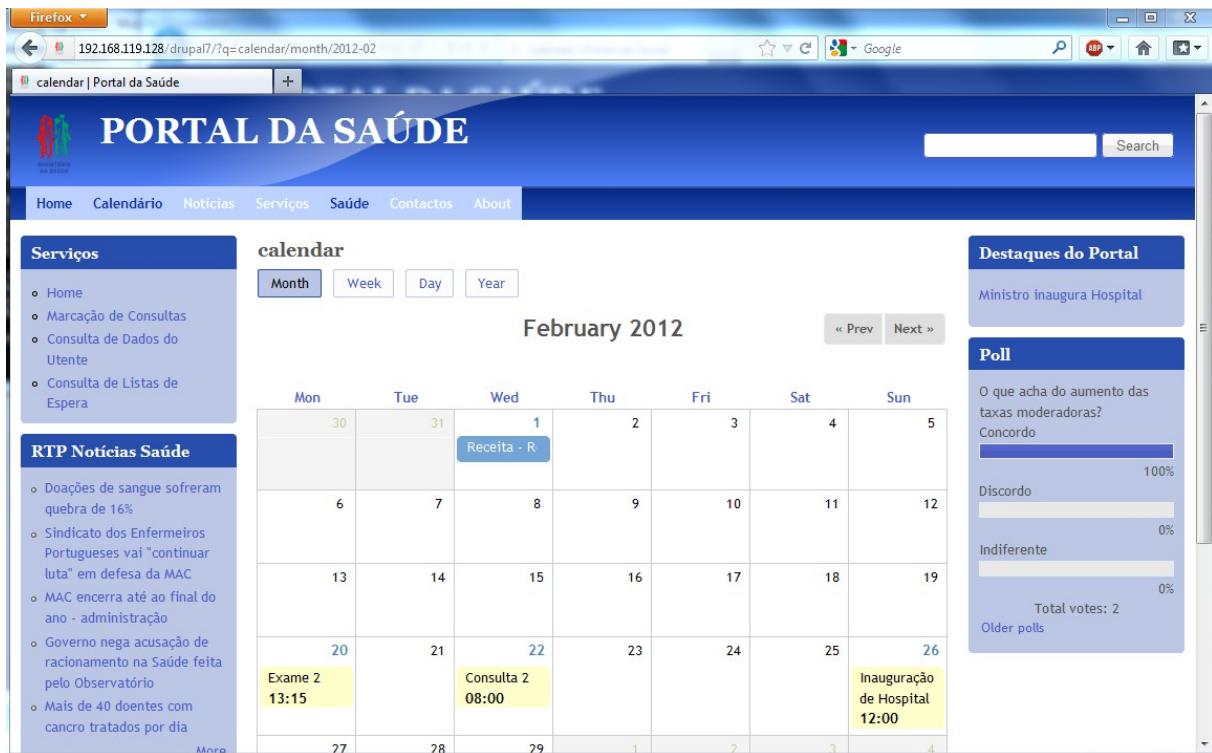 Firefox
192.168.119.128/drupal7/?q=calendar/month/2012-02
Google
ABP
calendar | Portal da Saúde
PORTAL DA SAÚDE
MINISTÉRIO
DA SAÚDE
Search
Home Calendário Notícias Serviços Saúde Contactos About
Serviços
Home
Marcação de Consultas
Consulta de Dados do
Utente
Consulta de Listas de
Espera
RTP Notícias Saúde
Doações de sangue sofreram
quebra de 16%
Sindicato dos Enfermeiros
Portugueses vai "continuar
luta" em defesa da MAC
MAC encerra até ao final do
ano - administração
Governo nega acusação de
racionamento na Saúde feita
pelo Observatório
Mais de 40 doentes com
cancro tratados por dia
More
calendar
Month Week Day Year
February 2012
« Prev Next »
Mon Tue Wed Thu Fri Sat Sun
30 31 1 2 3 4 5
Receita - R
6 7 8 9 10 11 12
13 14 15 16 17 18 19
20 21 22 23 24 25 26
Exame 2 Consulta 2 Inauguração
13:15 08:00 de Hospital
12:00
27 28 29 1 2 3 4
Destaques do Portal
Ministro inaugura Hospital
Poll
O que acha do aumento das
taxas moderadoras?
Concordo
100%
Discordo
0%
Indiferente
0%
Total votes: 2
Older polls